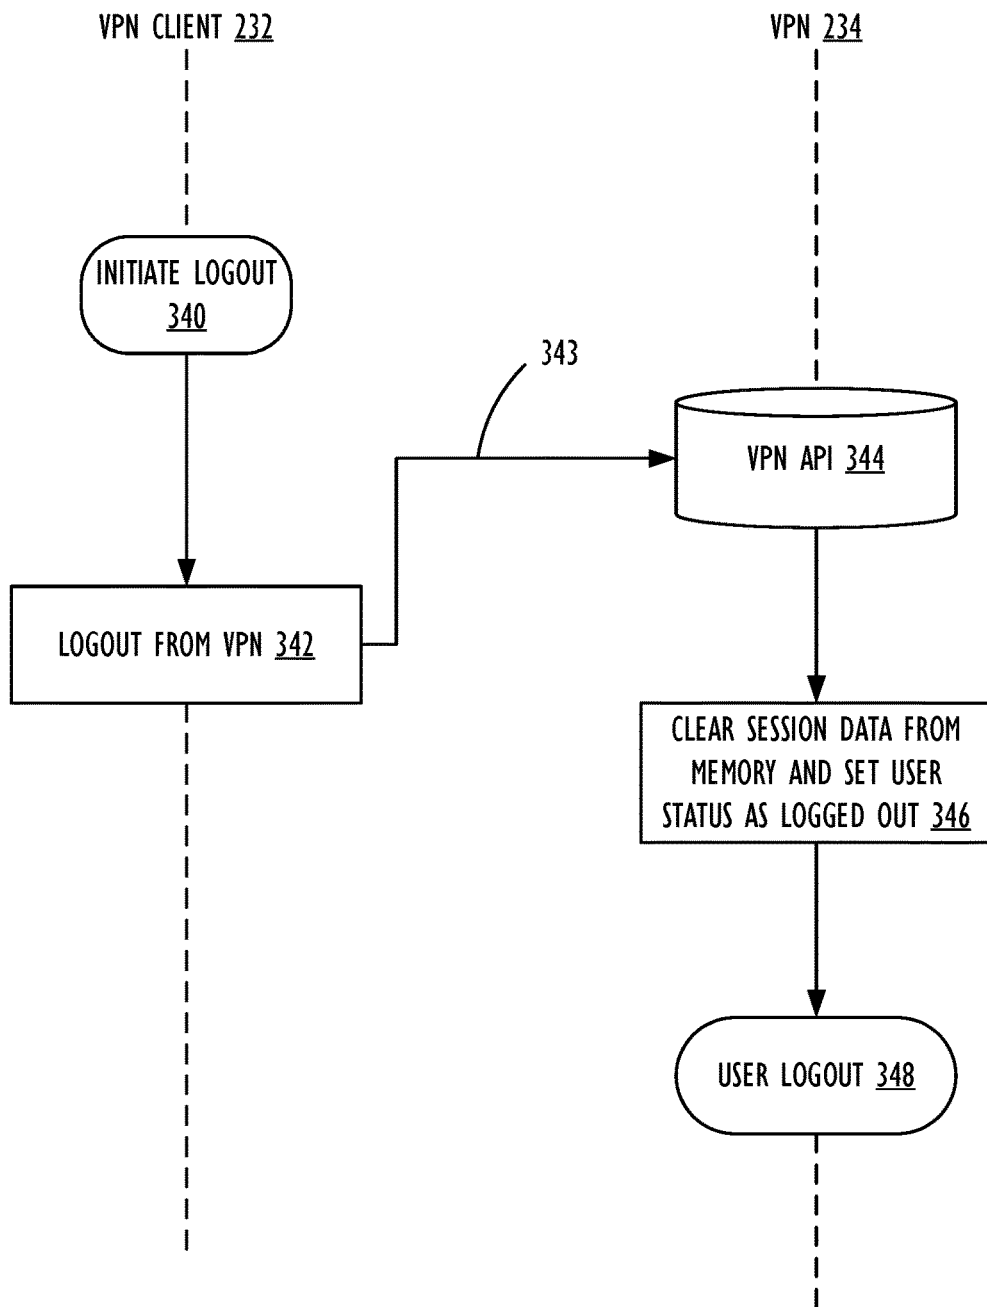 VPN CLIENT 232
VPN 234
INITIATE LOGOUT
340
343
VPN API 344
LOGOUT FROM VPN 342
CLEAR SESSION DATA FROM
MEMORY AND SET USER
STATUS AS LOGGED OUT 346
USER LOGOUT 348